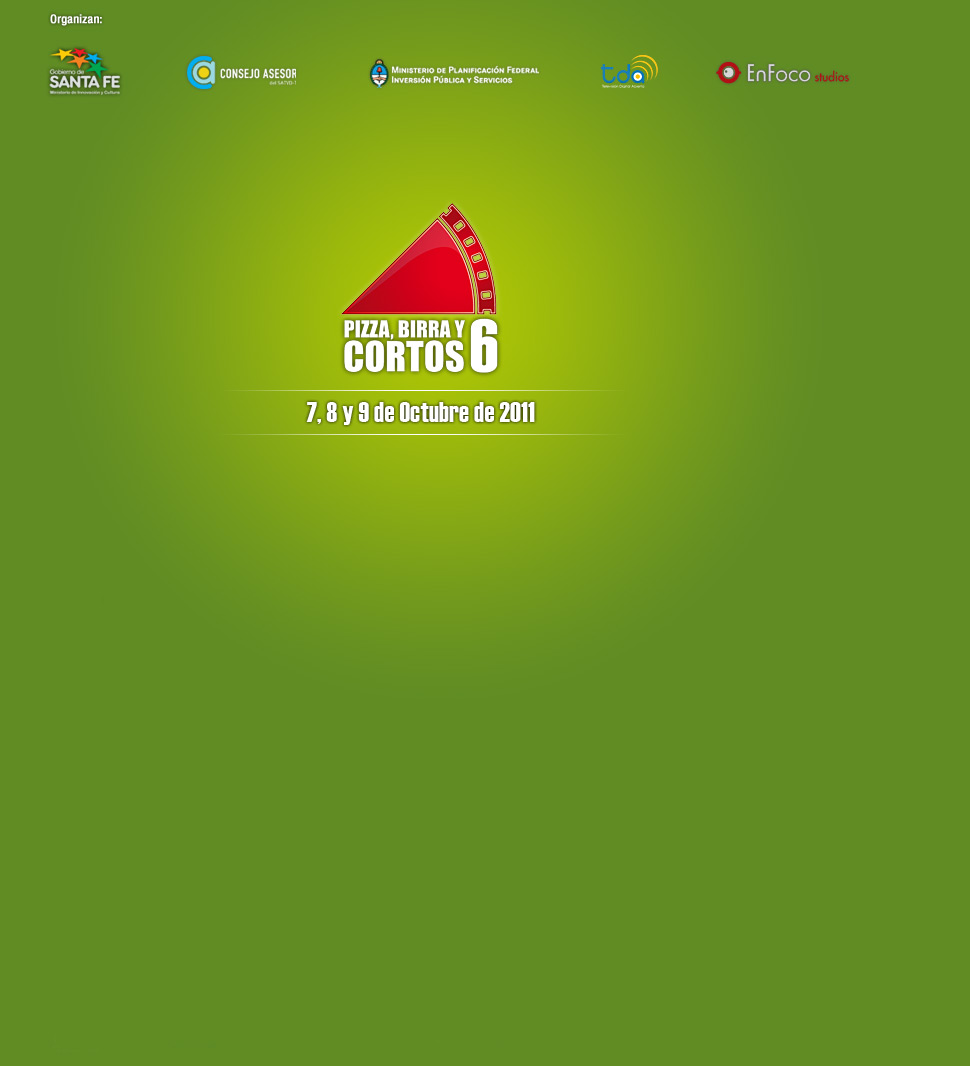 Organizan:
Gobierno de
SANTA FE
Ministerio de Innovación y Cultura
CONSEJO ASESOR
del SATVD-T
MINISTERIO DE PLANIFICACIÓN FEDERAL
INVERSIÓN PÚBLICA Y SERVICIOS
tda
Televisión Digital Abierta
EnFoco studios
PIZZA, BIRRA Y
CORTOS 6
7, 8 y 9 de Octubre de 2011